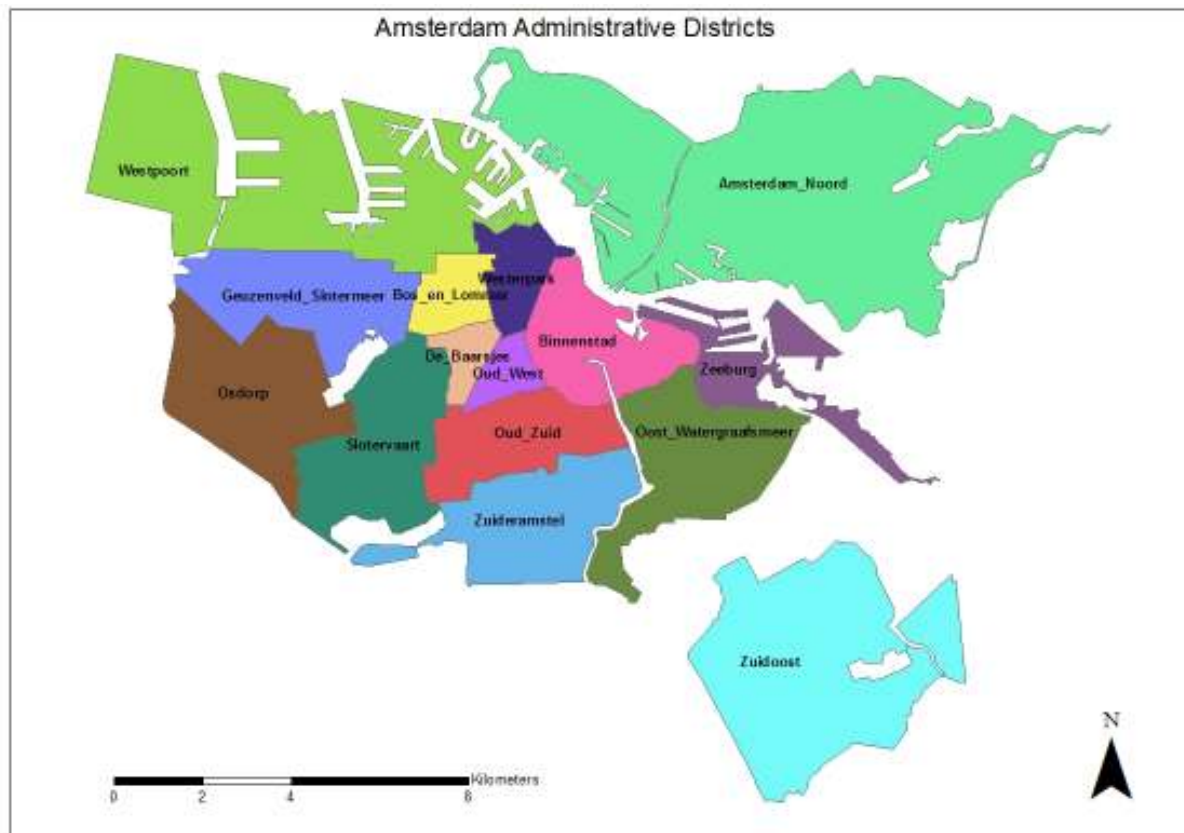 Amsterdam Administrative Districts
Westpoort
Amsterdam_Noord
Westerpark
Geuzenveld_Slotermeer
Bos_en_Lommer
Binnenstad
De_Baarsjes
Oud_West
Zeeburg
Osdorp
Oud_Zuid
Oost_Watergraafsmeer
Slotervaart
Zuideramstel
Zuidoost
N
Kilometers
0 2 4 8